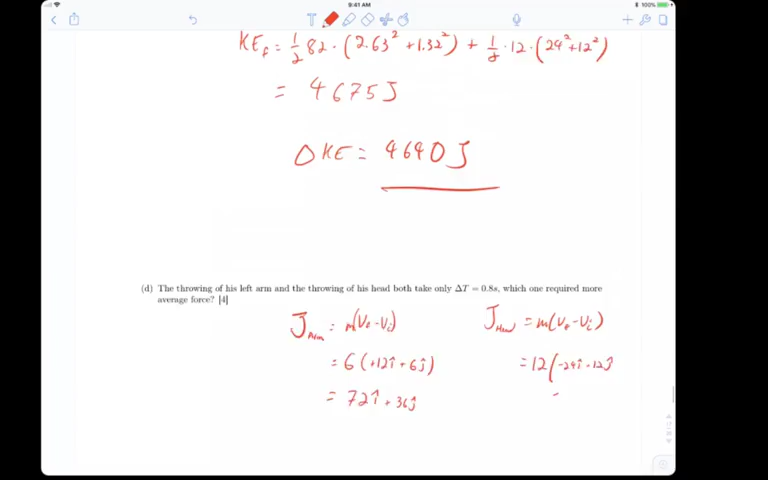 9:41 AM
100%
KE_f = 1/2 82 · (2.63² + 1.32²) + 1/2 · 12 · (24² + 12²)
= 4675J
ΔKE = 4640J
(d) The throwing of his left arm and the throwing of his head both take only ΔT = 0.8s, which one required more
average force? [4]
J_Arm = m(V_f - V_i)
= 6(+12î + 6ĵ)
= 72î + 36ĵ
J_Head = m(V_f - V_i)
= 12(-24î + 12ĵ
=